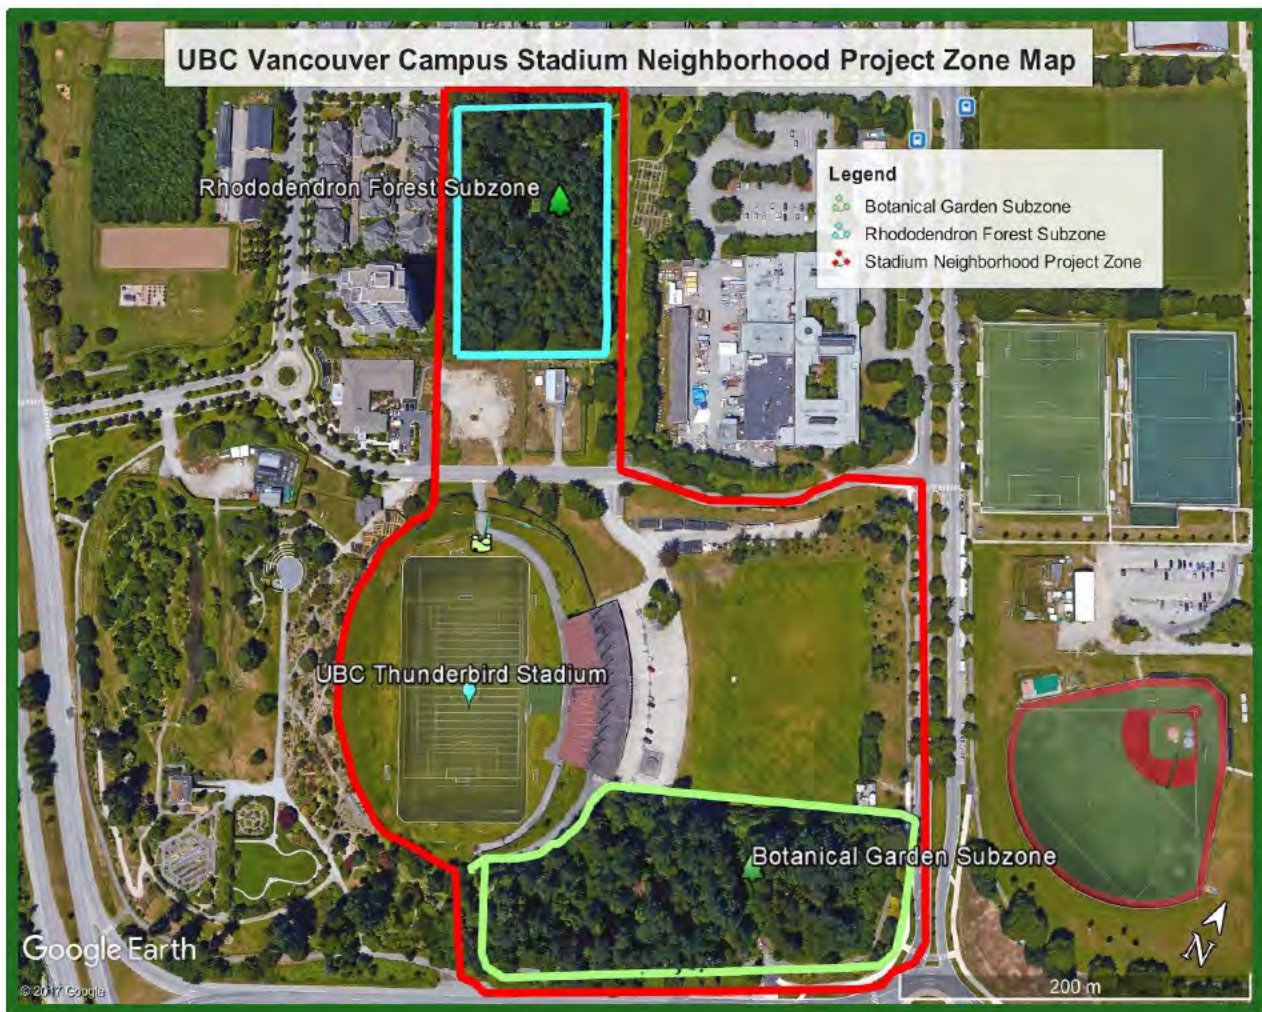 UBC Vancouver Campus Stadium Neighborhood Project Zone Map
Legend
Botanical Garden Subzone
Rhododendron Forest Subzone
Stadium Neighborhood Project Zone
Rhododendron Forest Subzone
UBC Thunderbird Stadium
Botanical Garden Subzone
Google Earth
© 2017 Google
N
200 m